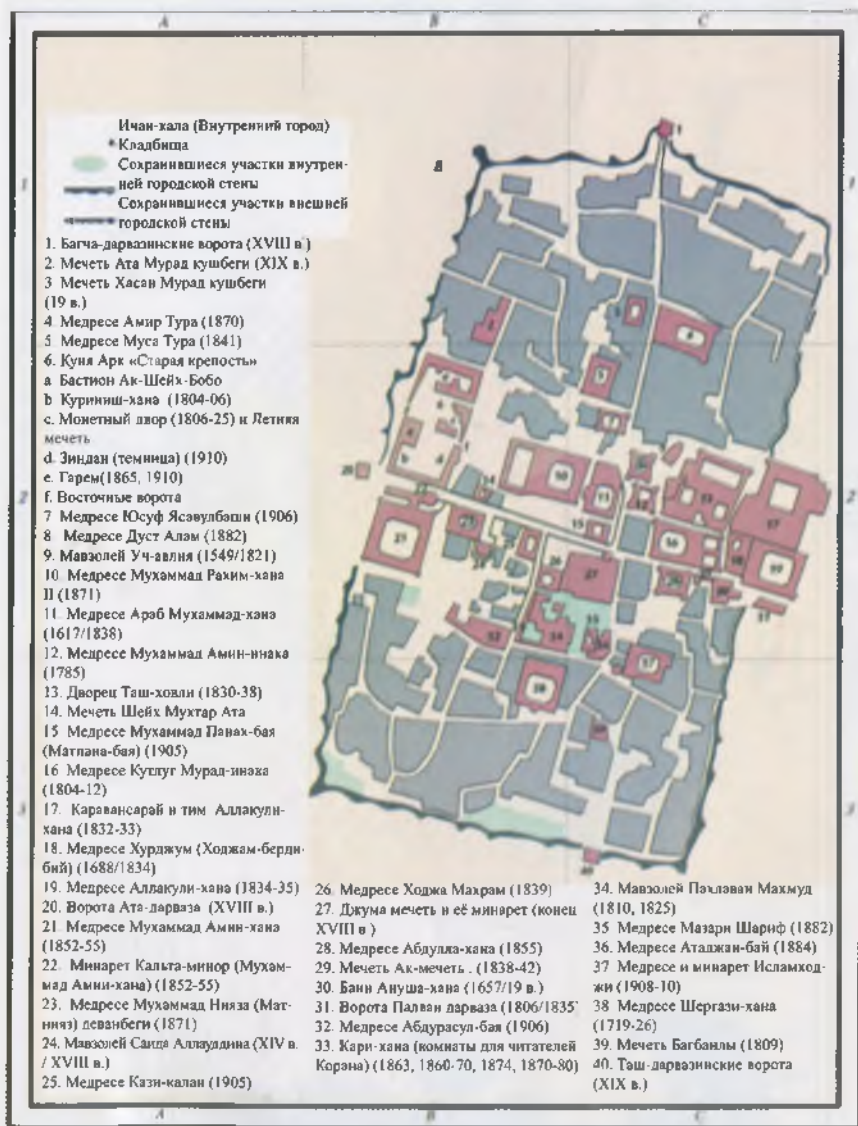 A B C
Ичан-кала (Внутренний город)
Кладбища
Сохранившиеся участки внутрен-
ней городской стены
Сохранившиеся участки внешней
городской стены
1. Багча-дарвазинские ворота (XVIII в.)
2. Мечеть Ата Мурад кушбеги (XIX в.)
3 Мечеть Хасан Мурад кушбеги
(19 в.)
4 Медресе Амир Тура (1870)
5. Медресе Муса Тура (1841)
6. Куня Арк «Старая крепость»
а Бастион Ак-Шейх-Бобо
b Куриниш-хана (1804-06)
c. Монетный двор (1806-25) и Летняя
мечеть
d. Зиндан (темница) (1910)
e. Гарем(1865, 1910)
f. Восточные ворота
7 Медресе Юсуф Ясавулбаши (1906)
8 Медресе Дуст Алам (1882)
9. Мавзолей Уч-авлия (1549/1821)
10 Медресе Мухаммад Рахим-хана
II (1871)
11 Медресе Араб Мухаммад-хана
(1617/1838)
12. Медресе Мухаммад Амин-инака
(1785)
13. Дворец Таш-ховли (1830-38)
14. Мечеть Шейх Мухтар Ата
15 Медресе Мухаммад Панах-бая
(Матпана-бая) (1905)
16 Медресе Кутлуг Мурад-инака
(1804-12)
17. Каравансарай и тим Аллакули-
хана (1832-33)
18. Медресе Хурджум (Ходжам-берди-
бий) (1688/1834)
19. Медресе Аллакули-хана (1834-35)
20. Ворота Ата-дарваза (XVIII в.)
21 Медресе Мухаммад Амин-хана
(1852-55)
22. Минарет Кальта-минор (Мухам-
мад Амин-хана) (1852-55)
23. Медресе Мухаммад Нияза (Мат-
нияз) деванбеги (1871)
24. Мавзолей Саида Аллауддина (XIV в.
/ XVIII в.)
25. Медресе Кази-калан (1905)
26. Медресе Ходжа Махрам (1839)
27. Джума мечеть и её минарет (конец
XVIII в )
28. Медресе Абдулла-хана (1855)
29. Мечеть Ак-мечеть . (1838-42)
30. Бани Ануша-хана (1657/19 в.)
31. Ворота Палван дарваза (1806/1835)
32. Медресе Абдурасул-бая (1906)
33. Кари-хана (комнаты для читателей
Корана) (1863, 1860-70, 1874, 1870-80)
34. Мавзолей Пахлаван Махмуд
(1810, 1825)
35 Медресе Мазари Шариф (1882)
36. Медресе Атаджан-бай (1884)
37 Медресе и минарет Исламход-
жи (1908-10)
38 Медресе Шергази-хана
(1719-26)
39. Мечеть Багбанлы (1809)
40. Таш-дарвазинские ворота
(XIX в.)
A B C